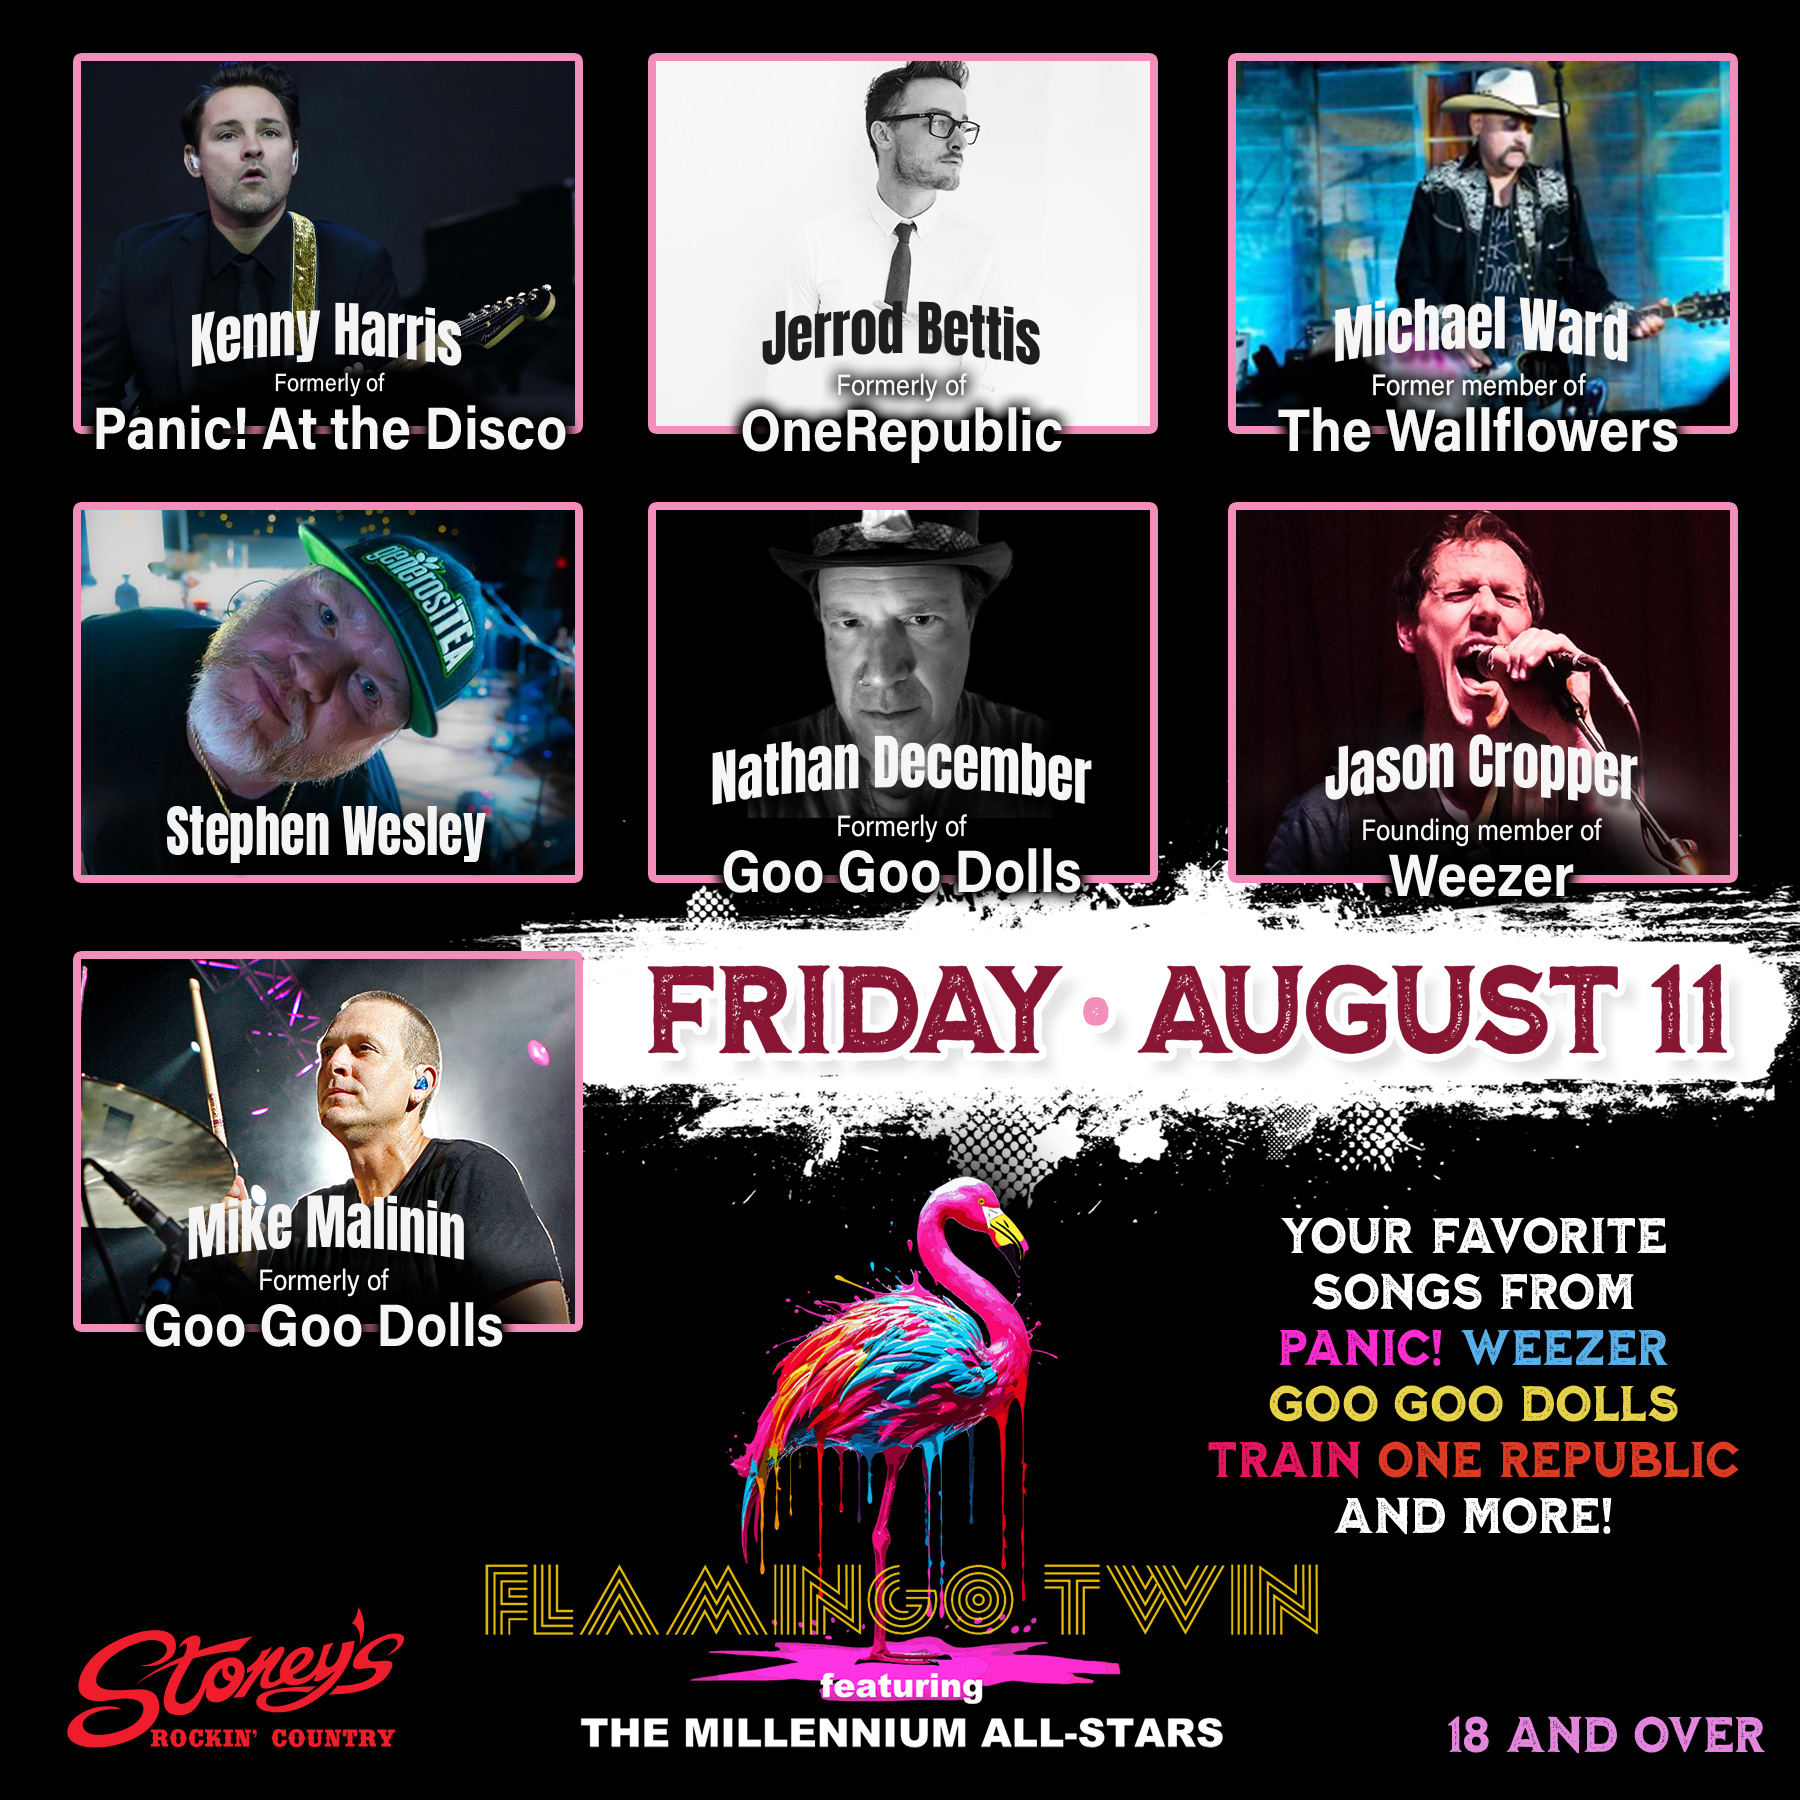 Kenny Harris
Formerly of
Panic! At the Disco
Jerrod Bettis
Formerly of
OneRepublic
Michael Ward
Former member of
The Wallflowers
generosiTEA
Stephen Wesley
Nathan December
Formerly of
Goo Goo Dolls
Jason Cropper
Founding member of
Weezer
Mike Malinin
Formerly of
Goo Goo Dolls
FRIDAY • AUGUST 11
YOUR FAVORITE
SONGS FROM
PANIC! WEEZER
GOO GOO DOLLS
TRAIN ONE REPUBLIC
AND MORE!
FLAMINGO TWIN
featuring
THE MILLENNIUM ALL-STARS
Stoney's
ROCKIN' COUNTRY
18 AND OVER